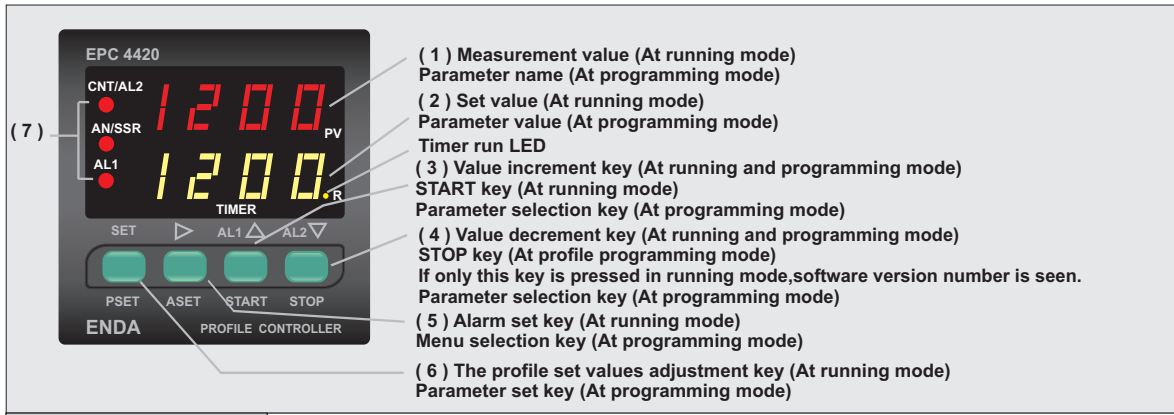 EPC 4420
CNT/AL2
1200
( 7 )
AN/SSR
PV
AL1
1200.
R
TIMER
SET
AL1
AL2
PSET ASET START STOP
ENDA PROFILE CONTROLLER
( 1 ) Measurement value (At running mode)
Parameter name (At programming mode)
( 2 ) Set value (At running mode)
Parameter value (At programming mode)
Timer run LED
( 3 ) Value increment key (At running and programming mode)
START key (At running mode)
Parameter selection key (At programming mode)
( 4 ) Value decrement key (At running and programming mode)
STOP key (At profile programming mode)
If only this key is pressed in running mode,software version number is seen.
Parameter selection key (At programming mode)
( 5 ) Alarm set key (At running mode)
Menu selection key (At programming mode)
( 6 ) The profile set values adjustment key (At running mode)
Parameter set key (At programming mode)